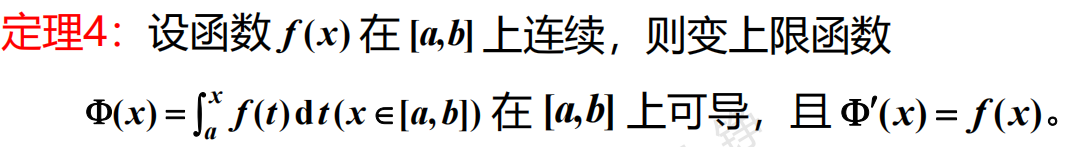 定理4：设函数 f(x) 在 [a,b] 上连续，则变上限函数
Φ(x) = ∫ₐˣ f(t)dt(x∈[a,b]) 在 [a,b] 上可导，且 Φ′(x) = f(x)。